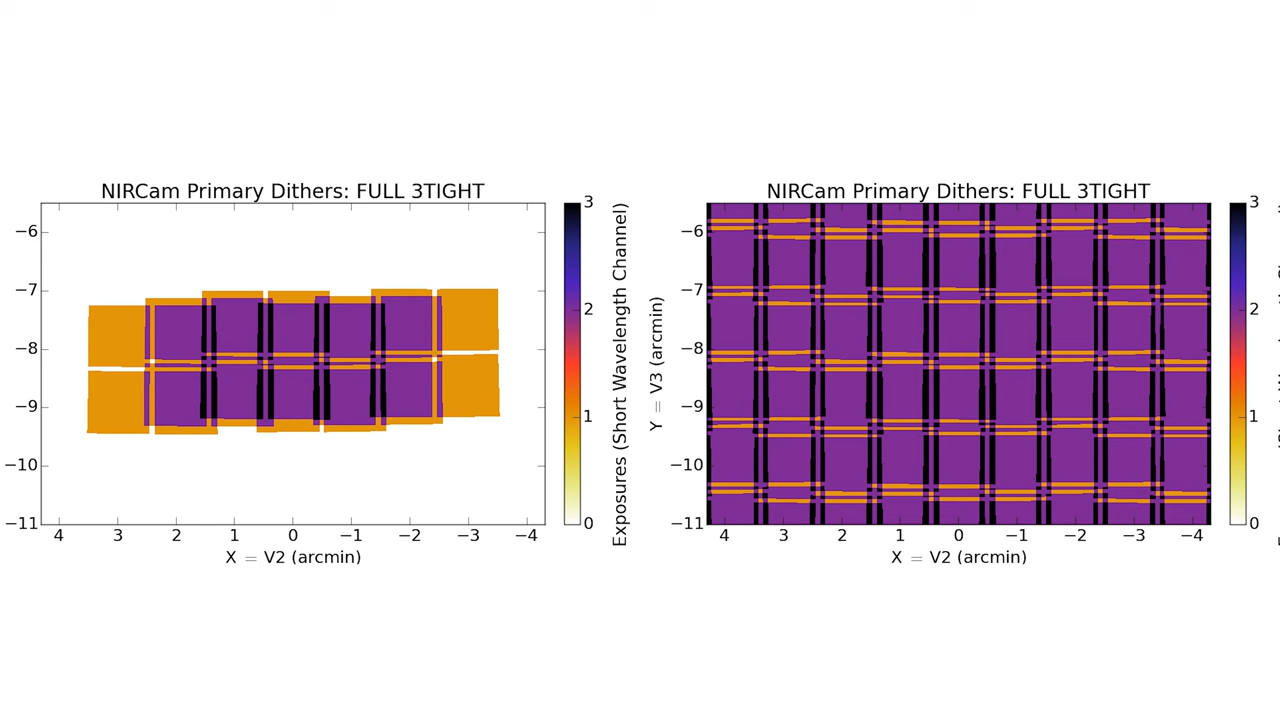 NIRCam Primary Dithers: FULL 3TIGHT
−6
−7
−8
−9
−10
−11
4 3 2 1 0 −1 −2 −3 −4
X = V2 (arcmin)
3
2
1
0
Exposures (Short Wavelength Channel)
NIRCam Primary Dithers: FULL 3TIGHT
Y = V3 (arcmin)
−6
−7
−8
−9
−10
−11
4 3 2 1 0 −1 −2 −3 −4
X = V2 (arcmin)
3
2
1
0